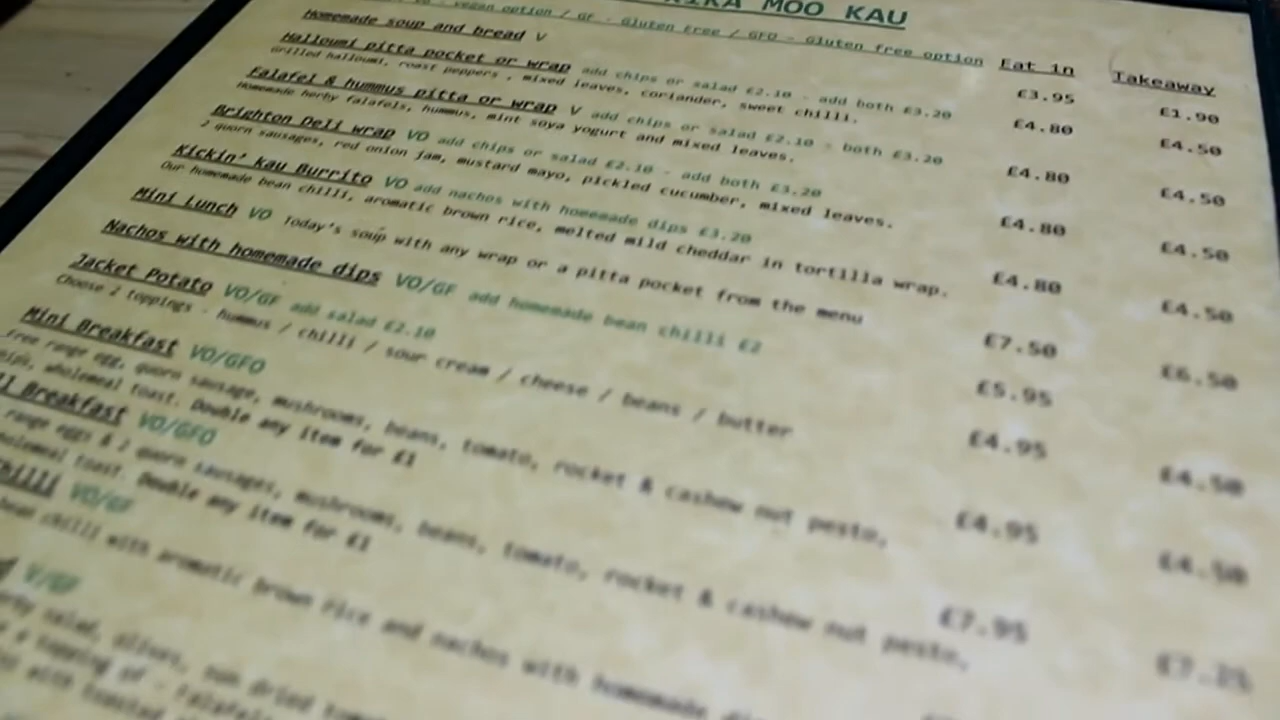 MOO KAU
VO - vegan option / GF - Gluten Free / GFO - Gluten free option
Eat in Takeaway
Homemade soup and bread V £3.95 £1.90
Halloumi pitta pocket or wrap add chips or salad £2.10 - add both £3.20 £4.80 £4.50
Grilled halloumi, roast peppers , mixed leaves, coriander, sweet chilli.
Falafel & hummus pitta or wrap V add chips or salad £2.10 - both £3.20 £4.80 £4.50
Homemade herby falafels, hummus, mint soya yogurt and mixed leaves.
Brighton Deli wrap VO add chips or salad £2.10 - add both £3.20 £4.80 £4.50
2 quorn sausages, red onion jam, mustard mayo, pickled cucumber, mixed leaves.
Kickin' kau Burrito VO add nachos with homemade dips £3.20 £4.80 £4.50
Our homemade bean chilli, aromatic brown rice, melted mild cheddar in tortilla wrap.
Mini Lunch VO Today's soup with any wrap or a pitta pocket from the menu £7.50 £6.50
Nachos with homemade dips VO/GF add homemade bean chilli £2 £5.95
Jacket Potato VO/GF add salad £2.10 £4.95 £4.50
Choose 2 toppings - hummus / chilli / sour cream / cheese / beans / butter
Mini Breakfast VO/GFO £4.95 £4.50
Free range egg, quorn sausage, mushrooms, beans, tomato, rocket & cashew nut pesto,
wholemeal toast. Double any item for £1
Breakfast VO/GFO £7.95 £7.25
range eggs & 2 quorn sausages, mushrooms, beans, tomato, rocket & cashew nut pesto,
toast. Double any item for £1
Chilli VO/GF
bean chilli with aromatic brown rice and nachos with homemade
V/GF
salad, olives, sun dried
a topping of - falafel
with toasted